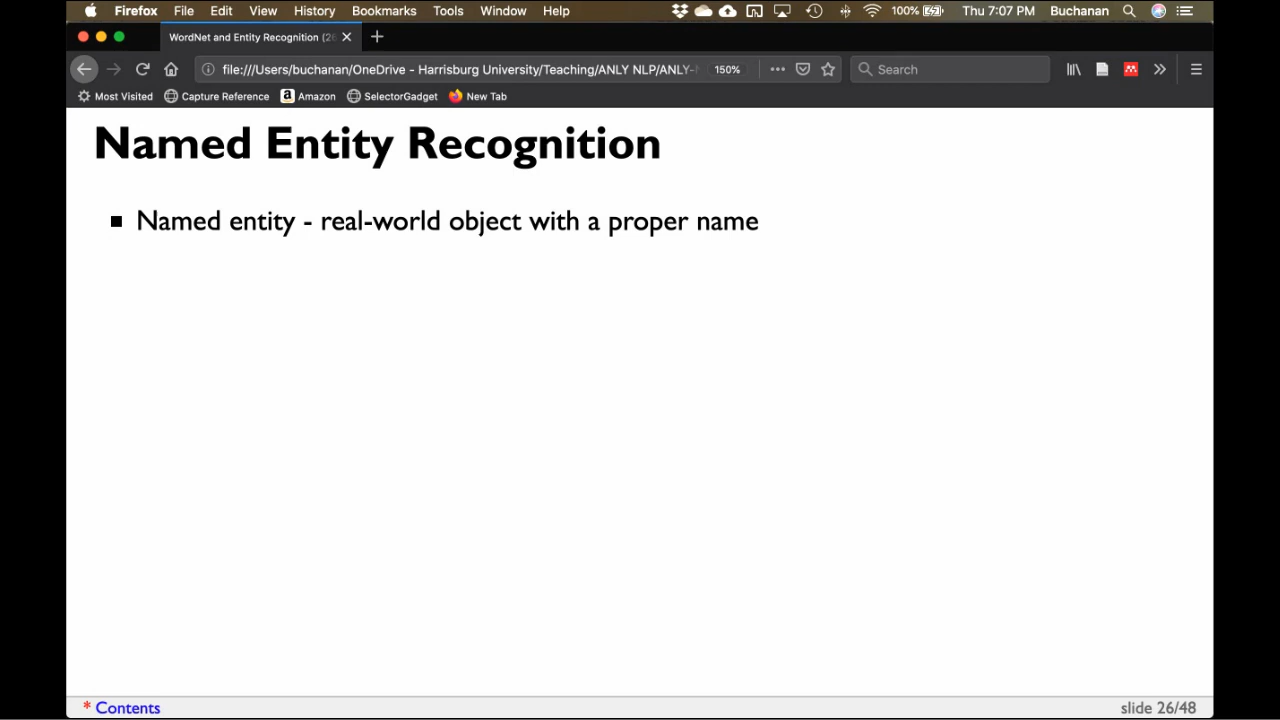 Firefox File Edit View History Bookmarks Tools Window Help 100% Thu 7:07 PM Buchanan
WordNet and Entity Recognition (26
file:///Users/buchanan/OneDrive - Harrisburg University/Teaching/ANLY NLP/ANLY- 150% Search
Most Visited Capture Reference Amazon SelectorGadget New Tab
Named Entity Recognition
■ Named entity - real-world object with a proper name
* Contents slide 26/48